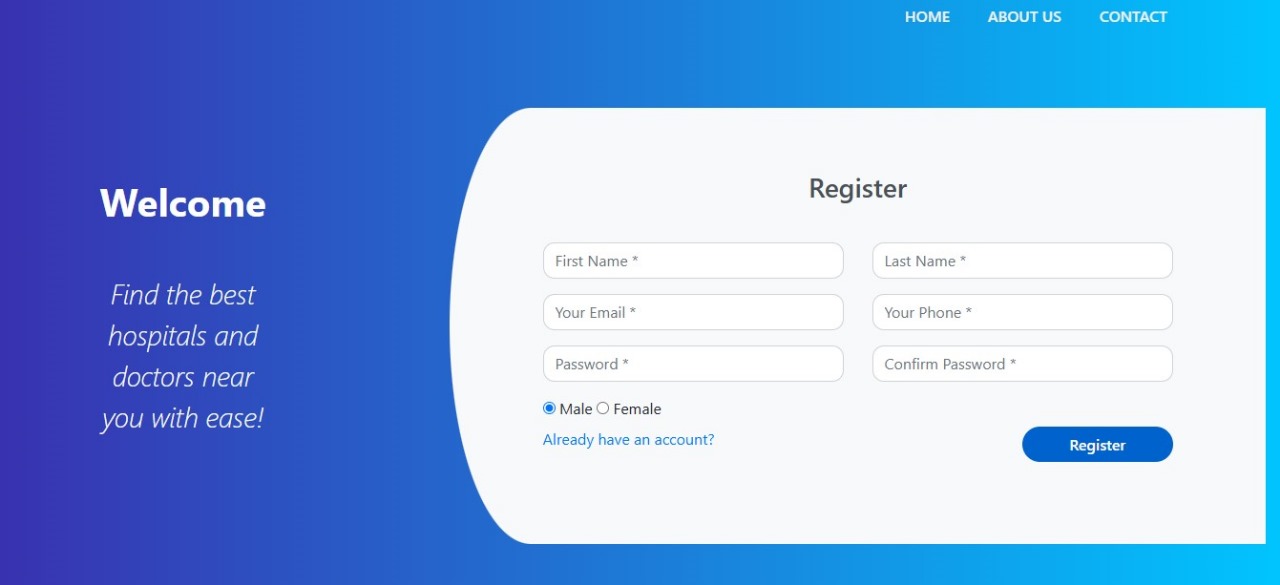 HOME ABOUT US CONTACT
Welcome
Find the best
hospitals and
doctors near
you with ease!
Register
First Name * Last Name *
Your Email * Your Phone *
Password * Confirm Password *
Male Female
Already have an account?
Register